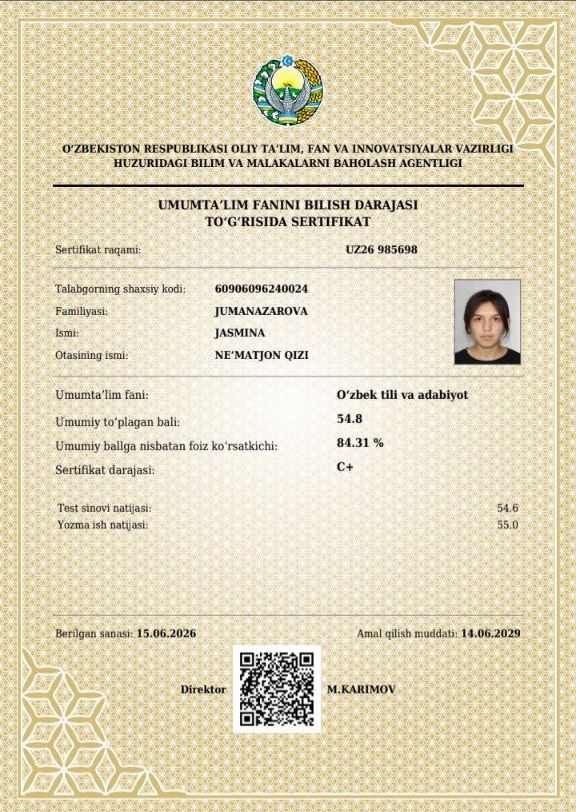 O‘ZBEKISTON RESPUBLIKASI OLIY TA’LIM, FAN VA INNOVATSIYALAR VAZIRLIGI
HUZURIDAGI BILIM VA MALAKALARNI BAHOLASH AGENTLIGI
UMUMTA’LIM FANINI BILISH DARAJASI
TO‘G‘RISIDA SERTIFIKAT
Sertifikat raqami: UZ26 985698
Talabgorning shaxsiy kodi: 60906096240024
Familiyasi: JUMANAZAROVA
Ismi: JASMINA
Otasining ismi: NE’MATJON QIZI
Umumta’lim fani: O‘zbek tili va adabiyot
Umumiy to‘plagan bali: 54.8
Umumiy ballga nisbatan foiz ko‘rsatkichi: 84.31 %
Sertifikat darajasi: C+
Test sinovi natijasi: 54.6
Yozma ish natijasi: 55.0
Berilgan sanasi: 15.06.2026 Amal qilish muddati: 14.06.2029
Direktor M.KARIMOV